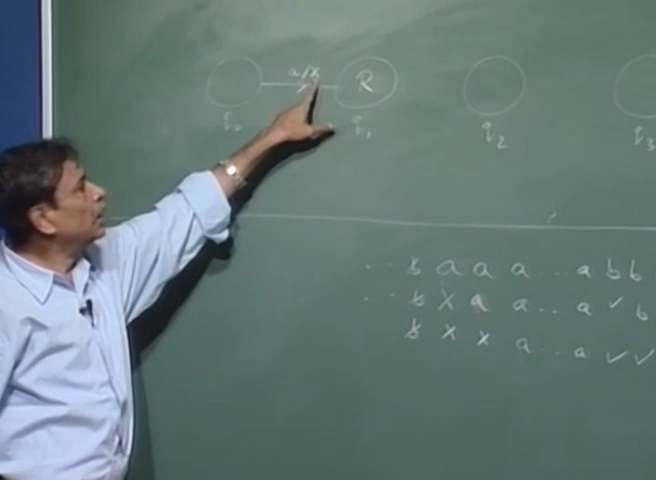 R
q₀ q₁ q₂ q₃
.. ƀ a a a .. a b b
.. ƀ X a a .. a ✓ b
ƀ X X a .. a ✓ ✓